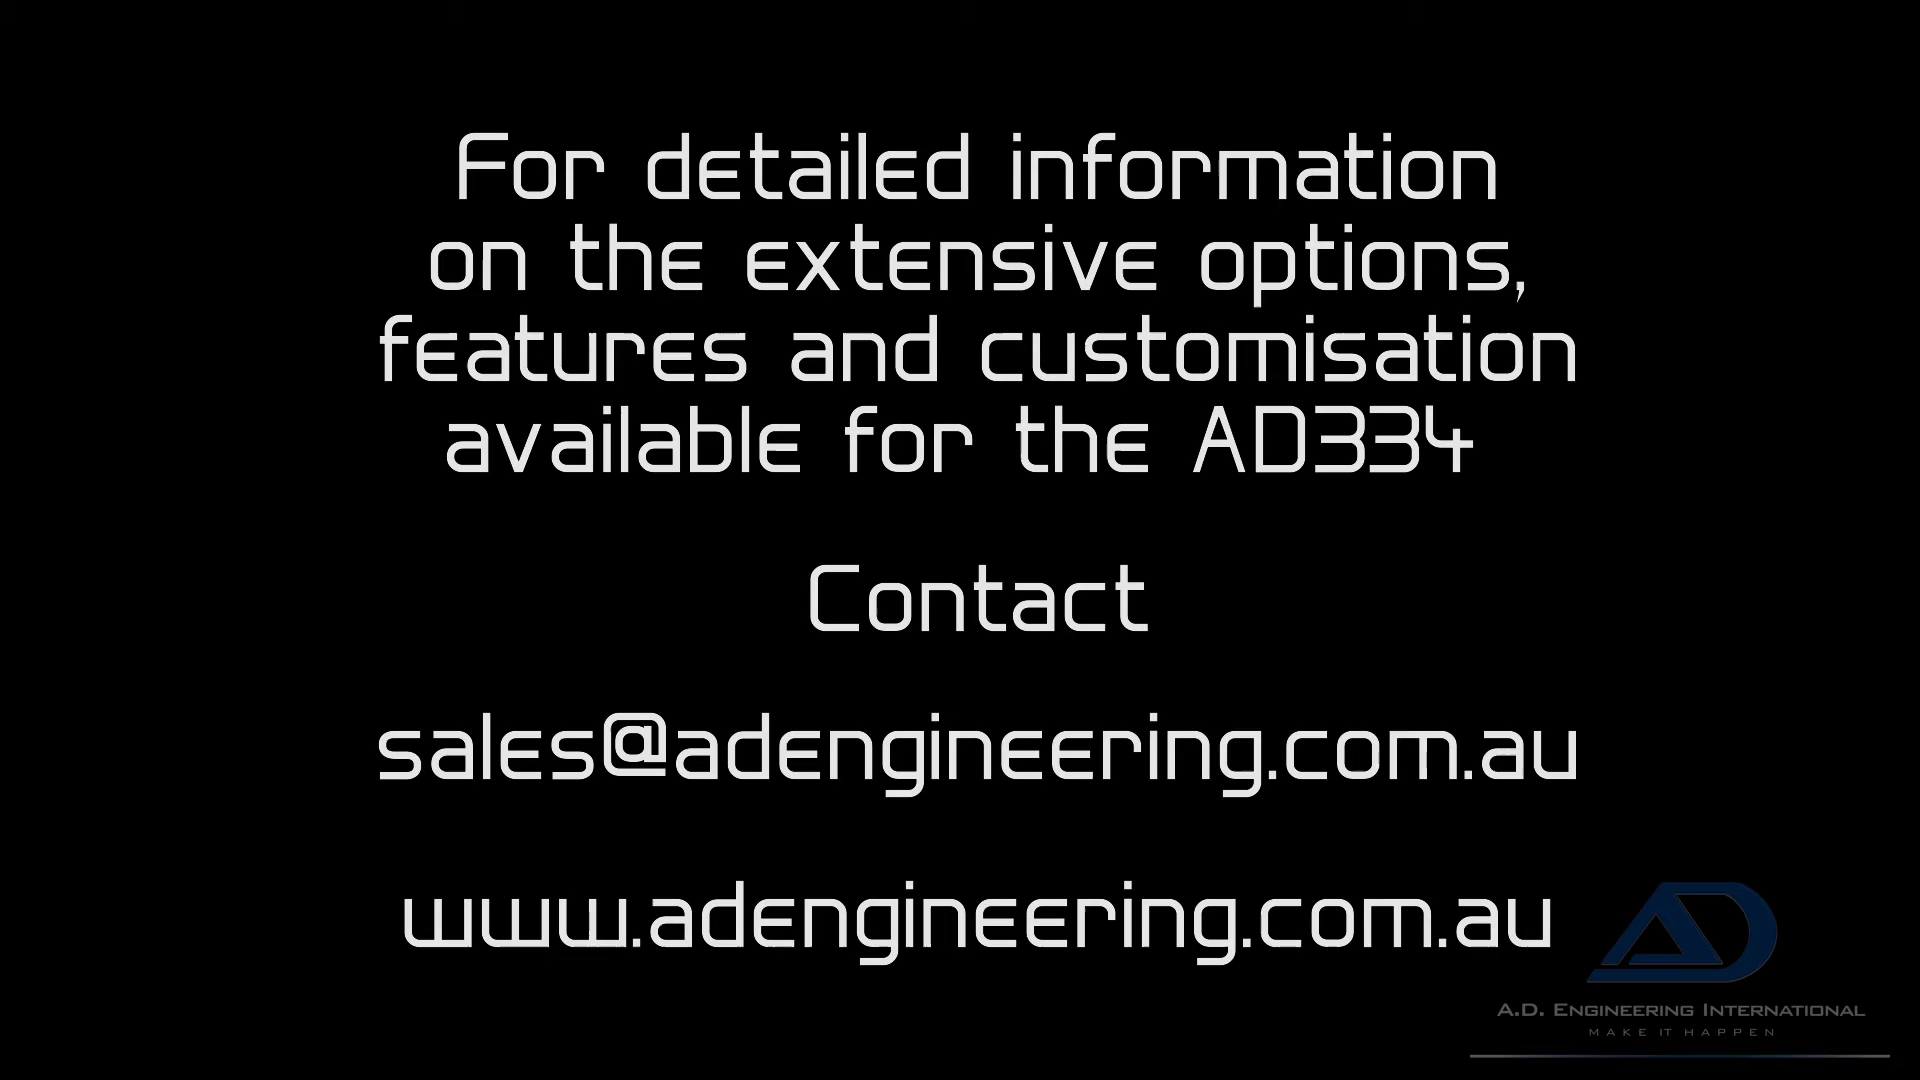 For detailed information
on the extensive options,
features and customisation
available for the AD334
Contact
sales@adengineering.com.au
www.adengineering.com.au
AD
A.D. ENGINEERING INTERNATIONAL
MAKE IT HAPPEN